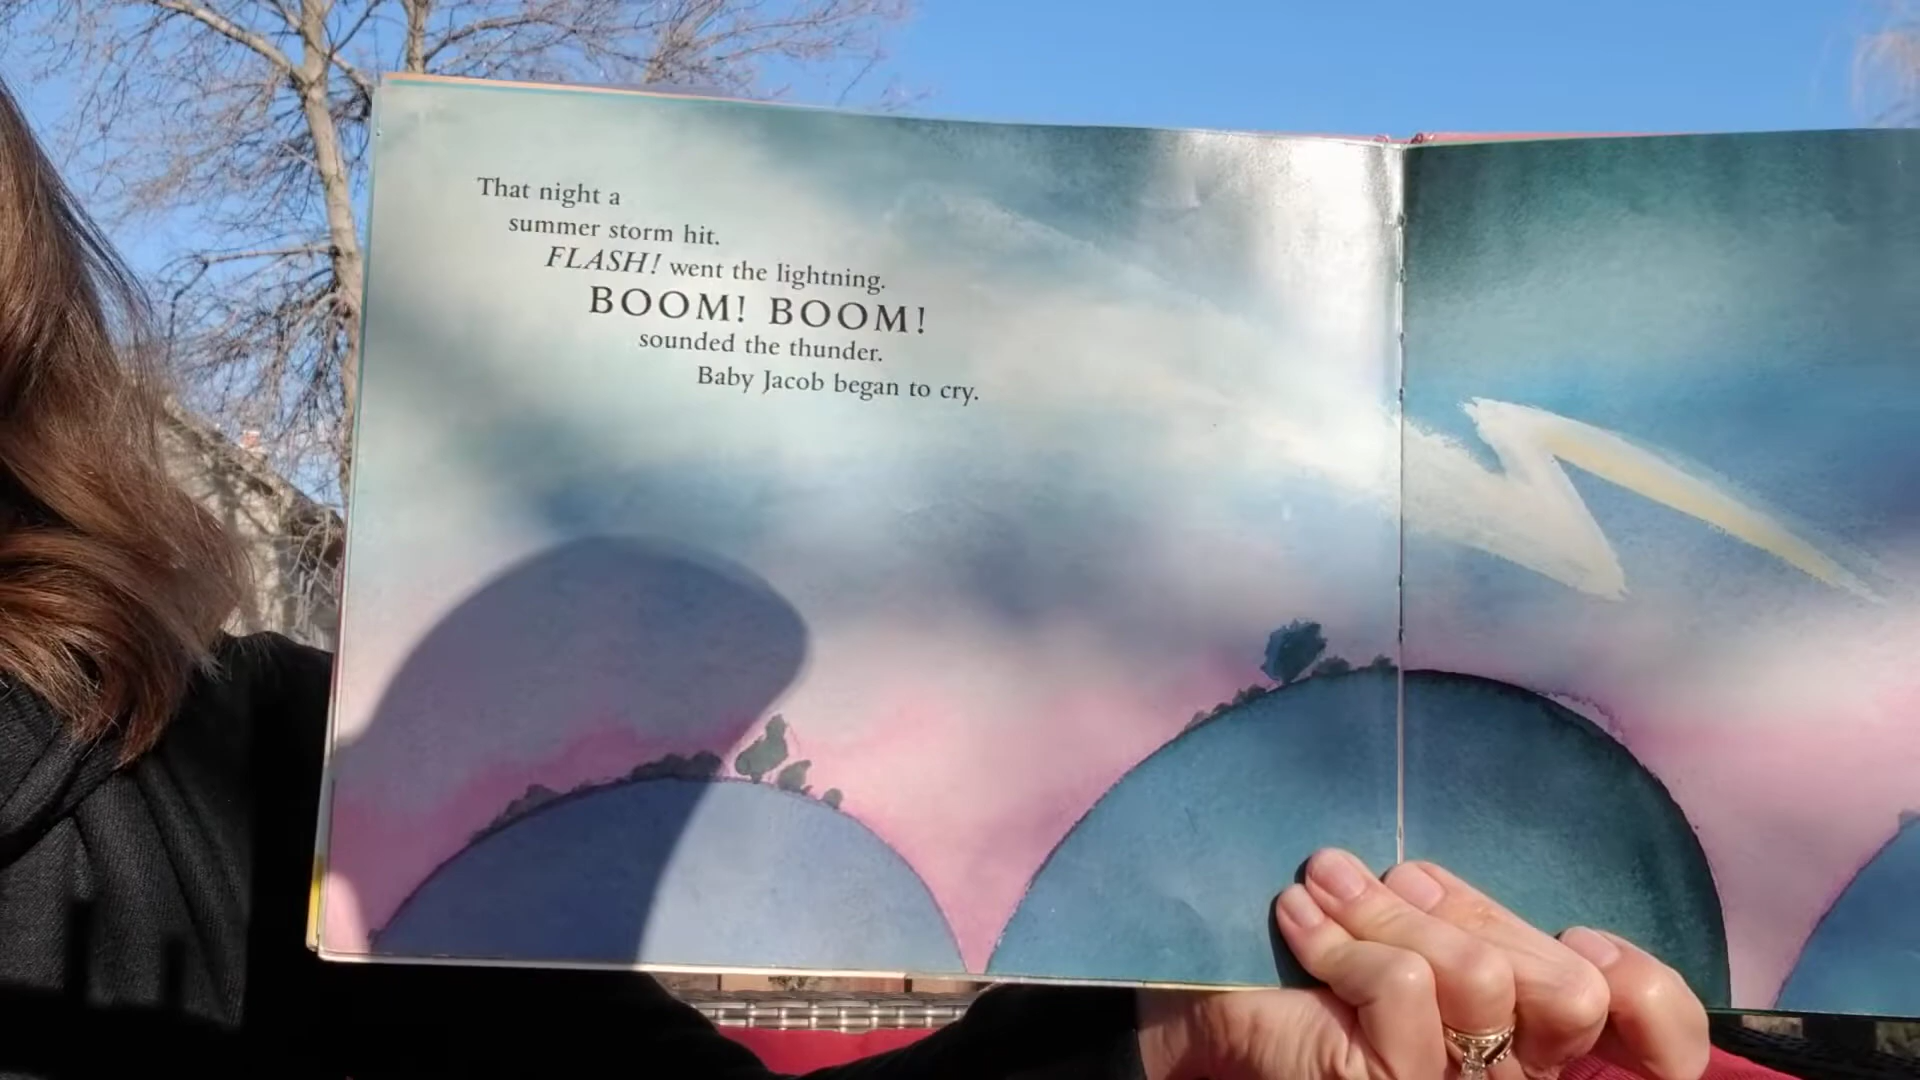 That night a
summer storm hit.
FLASH! went the lightning.
BOOM! BOOM!
sounded the thunder.
Baby Jacob began to cry.